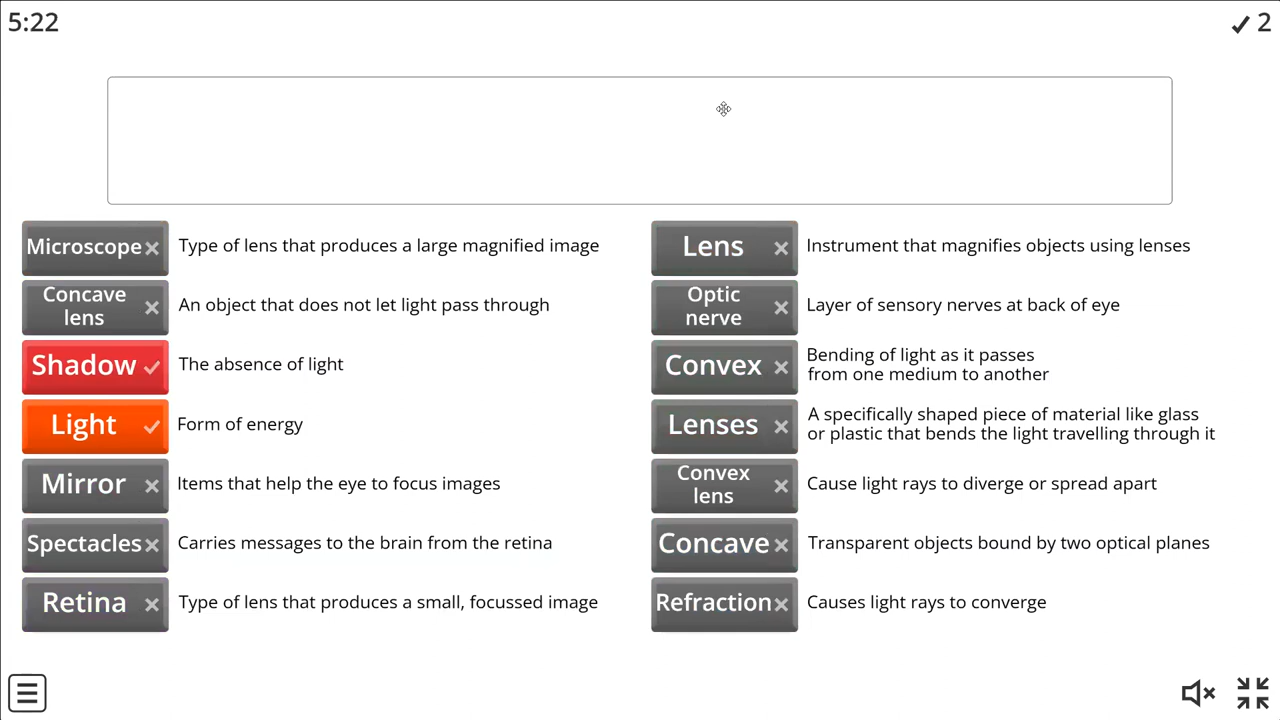 5:22
2
Microscope
Type of lens that produces a large magnified image
Concave
lens
An object that does not let light pass through
Shadow
The absence of light
Light
Form of energy
Mirror
Items that help the eye to focus images
Spectacles
Carries messages to the brain from the retina
Retina
Type of lens that produces a small, focussed image
Lens
Instrument that magnifies objects using lenses
Optic
nerve
Layer of sensory nerves at back of eye
Convex
Bending of light as it passes
from one medium to another
Lenses
A specifically shaped piece of material like glass
or plastic that bends the light travelling through it
Convex
lens
Cause light rays to diverge or spread apart
Concave
Transparent objects bound by two optical planes
Refraction
Causes light rays to converge